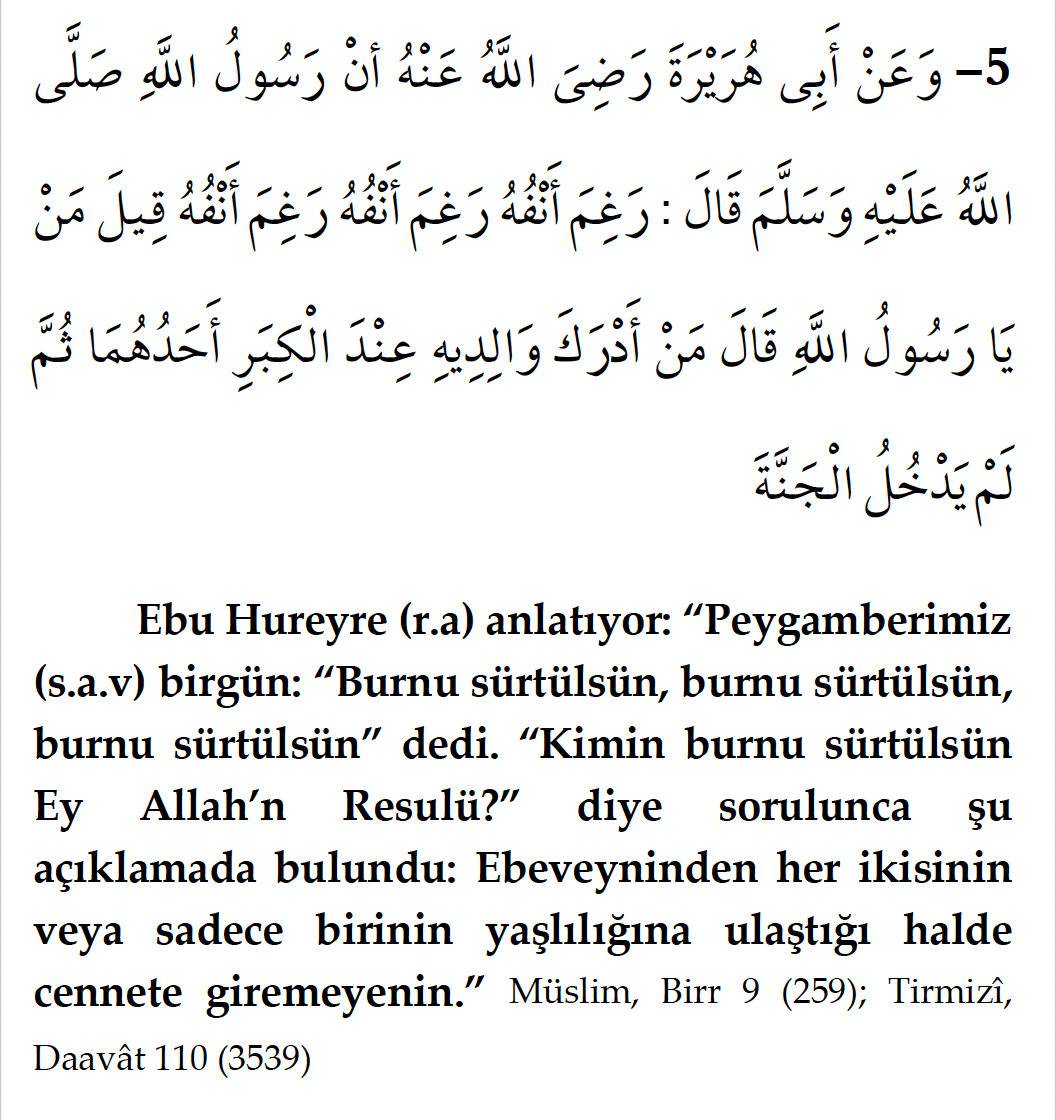 5– وَعَنْ أَبِى هُرَيْرَةَ رَضِىَ اللَّهُ عَنْهُ أنْ رَسُولُ اللَّهِ صَلَّى
اللَّهُ عَلَيْهِ وَسَلَّمَ قَالَ : رَغِمَ أَنْفُهُ رَغِمَ أَنْفُهُ رَغِمَ أَنْفُهُ قِيلَ مَنْ
يَا رَسُولُ اللَّهِ قَالَ مَنْ أَدْرَكَ وَالِدِيهِ عِنْدَ الْكِبَرِ أَحَدُهُمَا ثُمَّ
لَمْ يَدْخُلُ الْجَنَّةَ
Ebu Hureyre (r.a) anlatıyor: “Peygamberimiz
(s.a.v) birgün: “Burnu sürtülsün, burnu sürtülsün,
burnu sürtülsün” dedi. “Kimin burnu sürtülsün
Ey Allah’n Resulü?” diye sorulunca şu
açıklamada bulundu: Ebeveyninden her ikisinin
veya sadece birinin yaşlılığına ulaştığı halde
cennete giremeyenin.” Müslim, Birr 9 (259); Tirmizî,
Daavât 110 (3539)